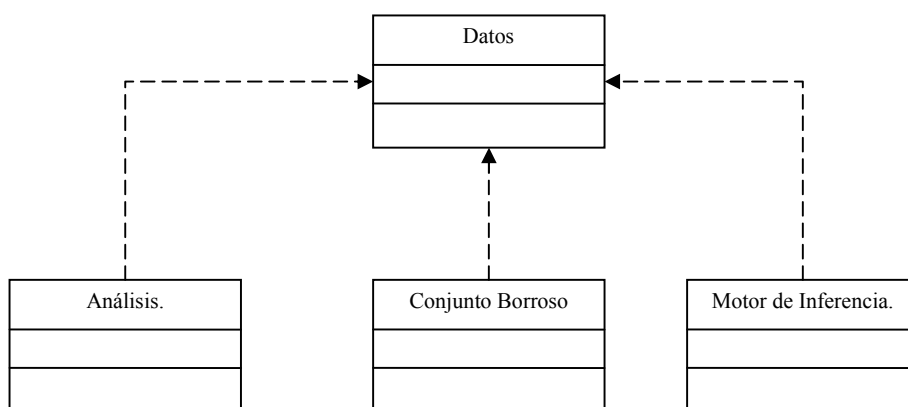 Datos
Análisis.
Conjunto Borroso
Motor de Inferencia.